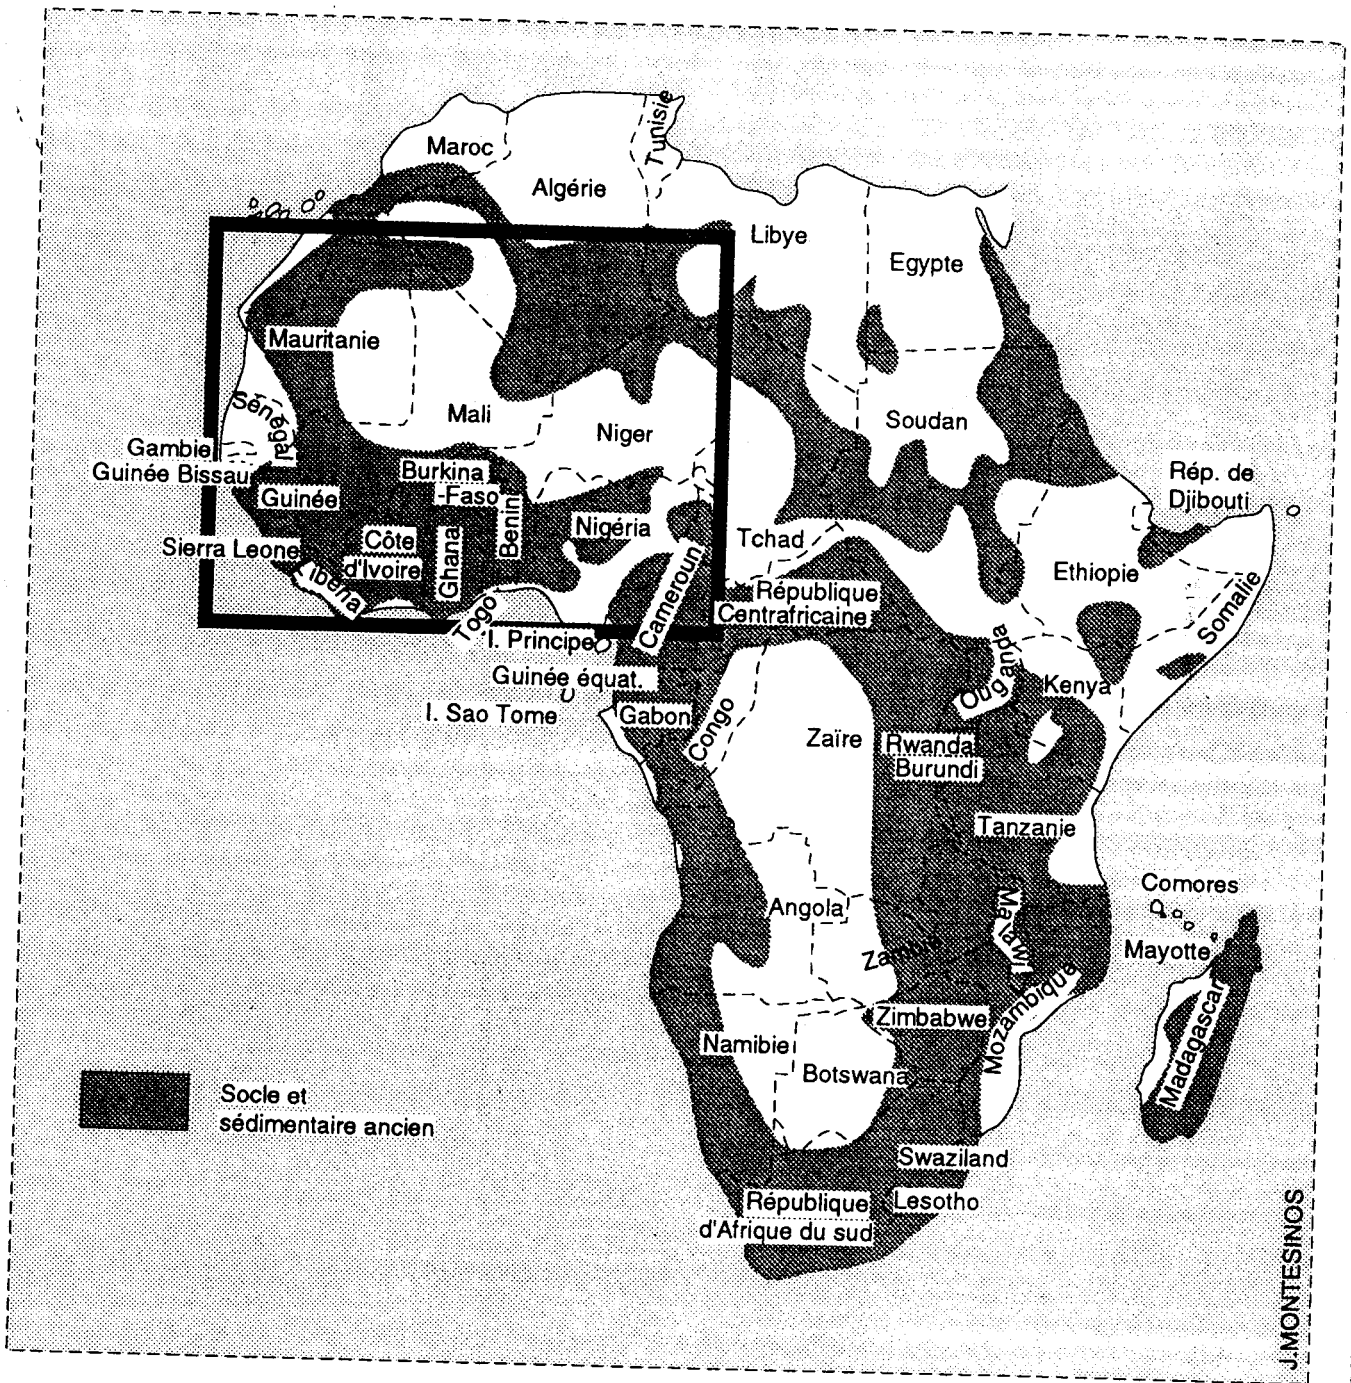 Maroc
Tunisie
Algérie
Libye
Egypte
Mauritanie
Mali
Niger
Soudan
Sénégal
Gambie
Guinée Bissau
Guinée
Burkina
-Faso
Benin
Nigéria
Tchad
Rép. de
Djibouti
Sierra Leone
Côte
d'Ivoire
Ghana
Liberia
Togo
Cameroun
République
Centrafricaine
Ethiopie
Somalie
I. Principe
Guinée équat.
I. Sao Tome
Gabon
Congo
Zaïre
Ouganda
Kenya
Rwanda
Burundi
Tanzanie
Comores
Mayotte
Angola
Zambie
Malawi
Mozambique
Madagascar
Zimbabwe
Namibie
Botswana
Socle et
sédimentaire ancien
Swaziland
Lesotho
République
d'Afrique du sud
J.MONTESINOS